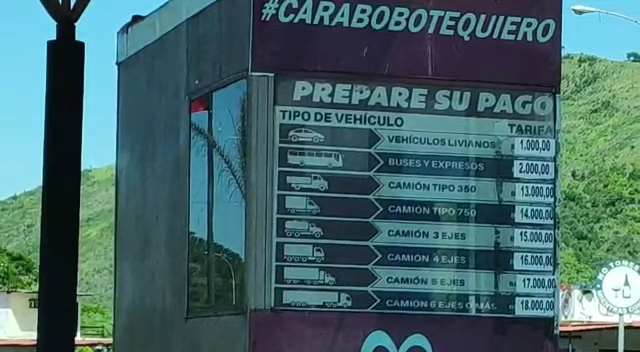 #CARABOBOTEQUIERO
PREPARE SU PAGO
TIPO DE VEHÍCULO TARIFA
VEHÍCULOS LIVIANOS 1.000,00
BUSES Y EXPRESOS 2.000,00
CAMIÓN TIPO 350 13.000,00
CAMIÓN TIPO 750 14.000,00
CAMIÓN 3 EJES 15.000,00
CAMIÓN 4 EJES 16.000,00
CAMIÓN 5 EJES 17.000,00
CAMIÓN 6 EJES O MÁS 18.000,00
NO TOME